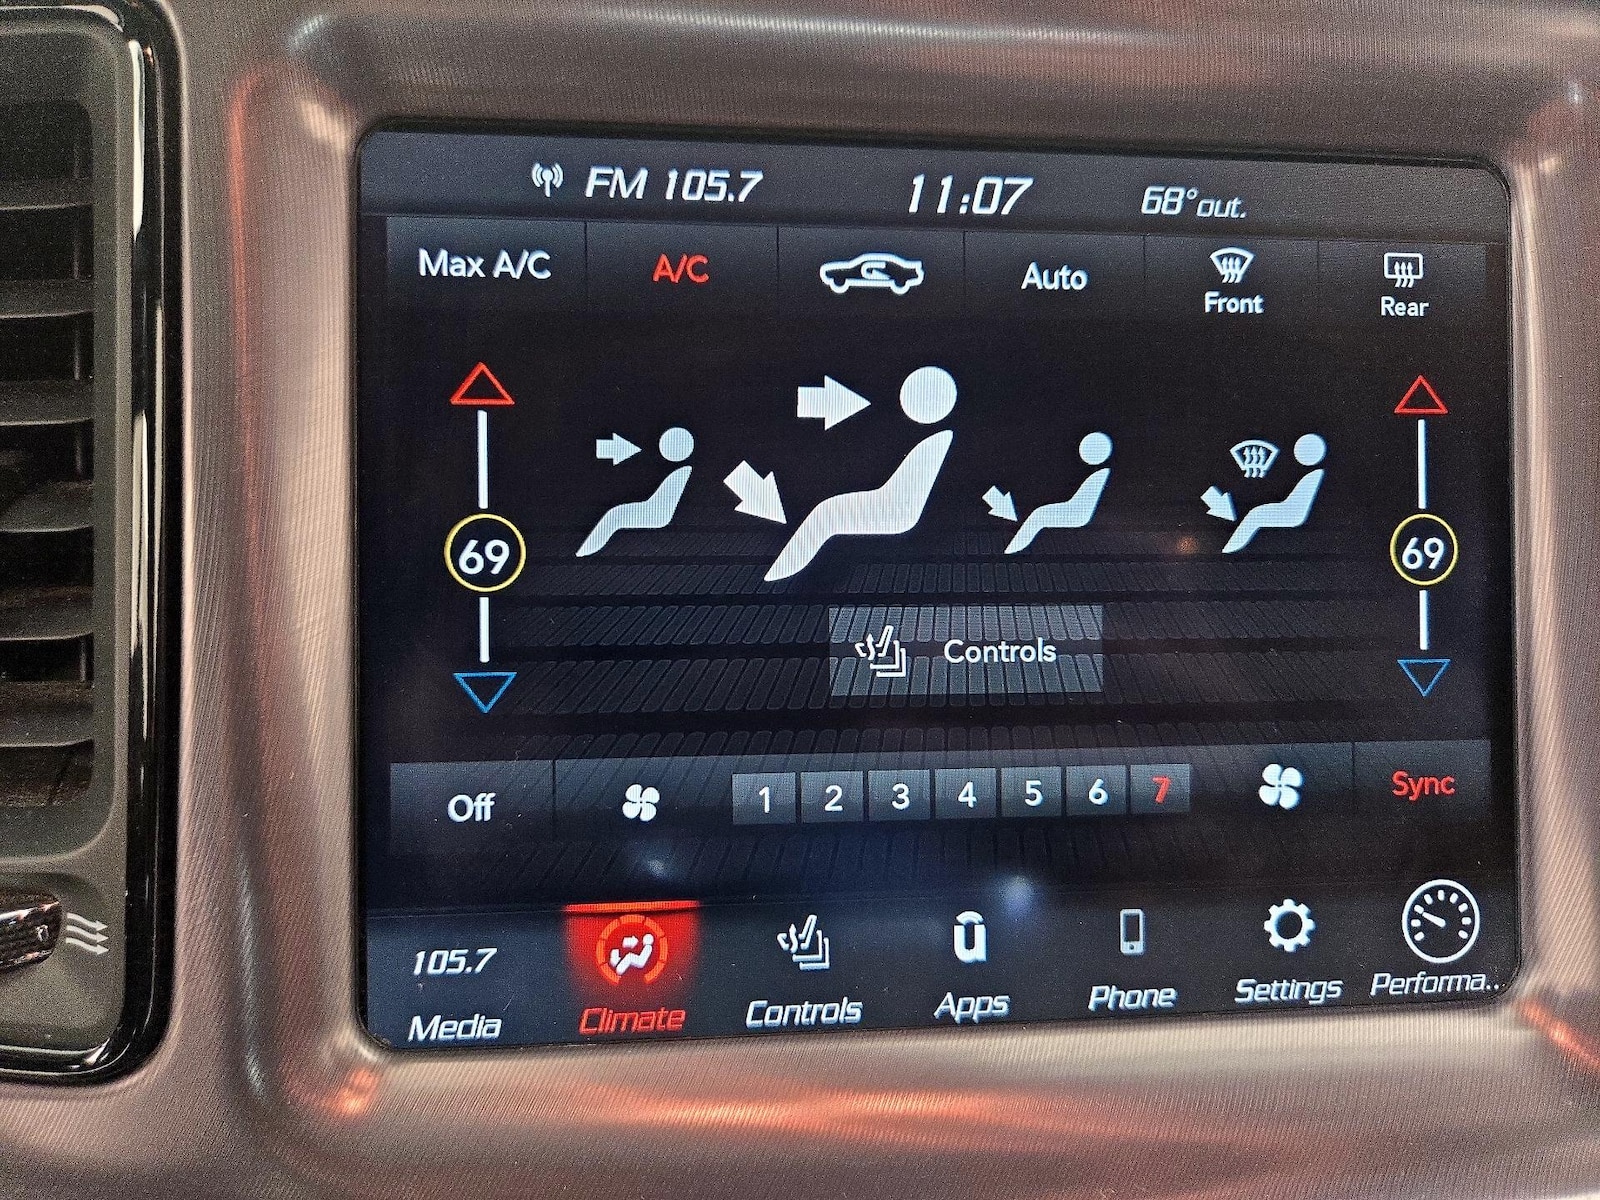 FM 105.7 11:07 68° out.
Max A/C A/C Auto Front Rear
69 69
Controls
Off 1 2 3 4 5 6 7 Sync
105.7
Media Climate Controls Apps Phone Settings Performa..